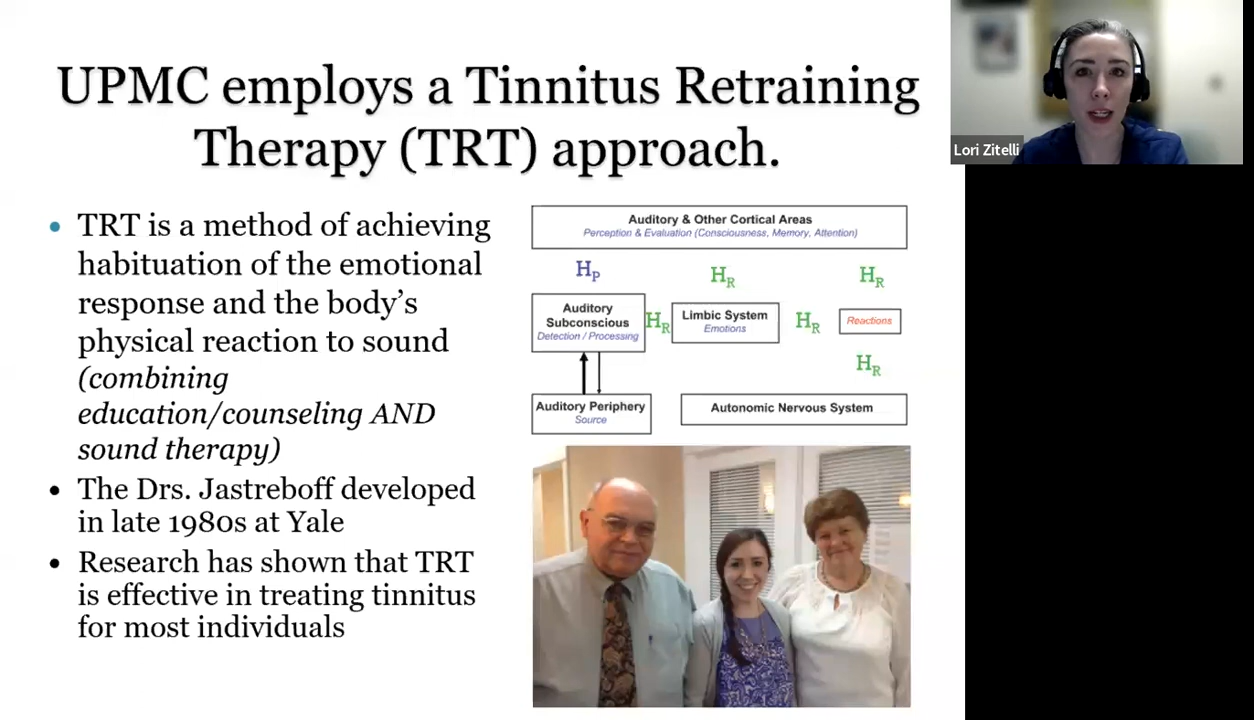 UPMC employs a Tinnitus Retraining
Therapy (TRT) approach.
Lori Zitelli
• TRT is a method of achieving
habituation of the emotional
response and the body's
physical reaction to sound
(combining
education/counseling AND
sound therapy)
• The Drs. Jastreboff developed
in late 1980s at Yale
• Research has shown that TRT
is effective in treating tinnitus
for most individuals
Auditory & Other Cortical Areas
Perception & Evaluation (Consciousness, Memory, Attention)
HP HR HR
Auditory
Subconscious
Detection / Processing
HR
Limbic System
Emotions
HR
Reactions
HR
Auditory Periphery
Source
Autonomic Nervous System